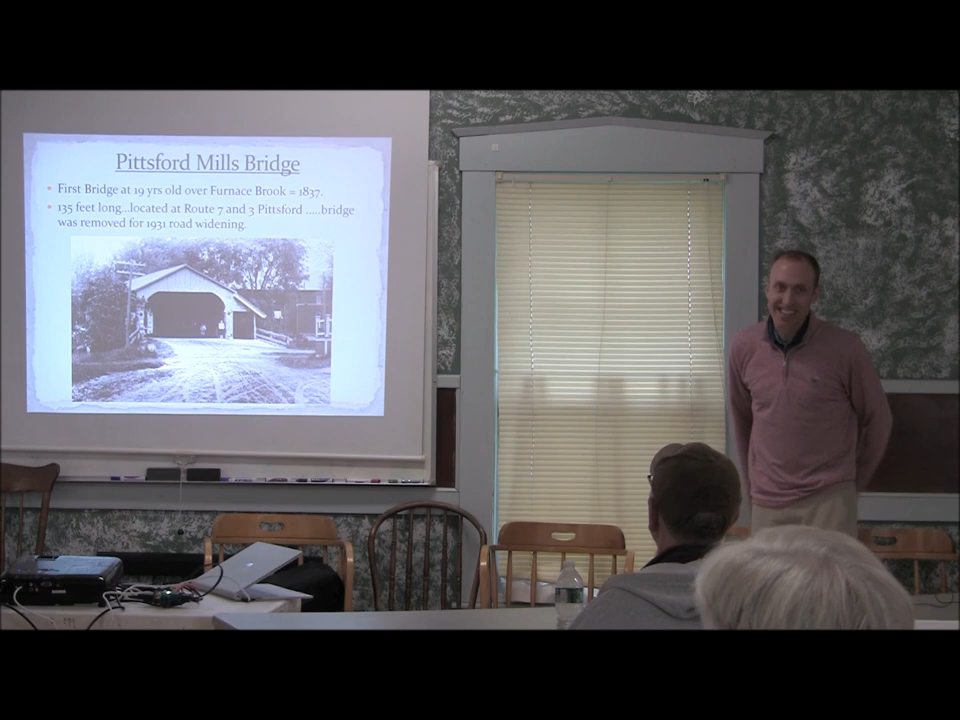 Pittsford Mills Bridge
First Bridge at 19 yrs old over Furnace Brook = 1837.
135 feet long...located at Route 7 and 3 Pittsford .....bridge
was removed for 1931 road widening.